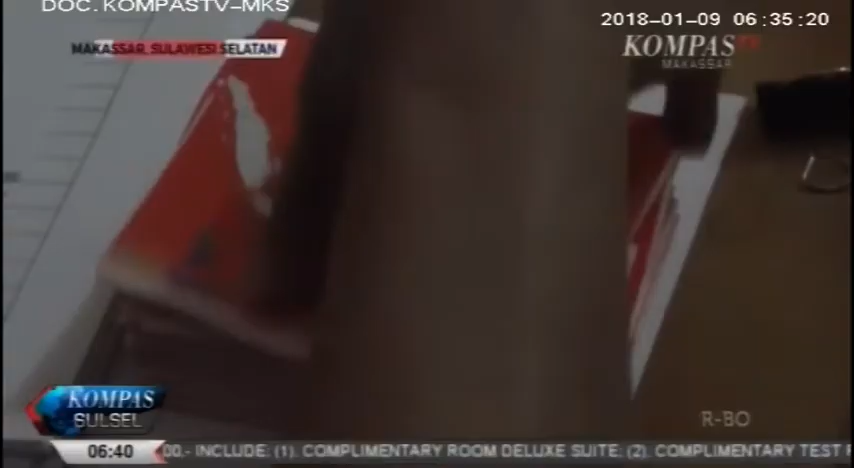 DOC. KOMPASTV-MKS
2018-01-09 06:35:20
MAKASSAR, SULAWESI SELATAN
KOMPAS TV
MAKASSAR
KOMPAS
SULSEL
R-BO
06:40
00,- INCLUDE: (1). COMPLIMENTARY ROOM DELUXE SUITE: (2). COMPLIMENTARY TEST